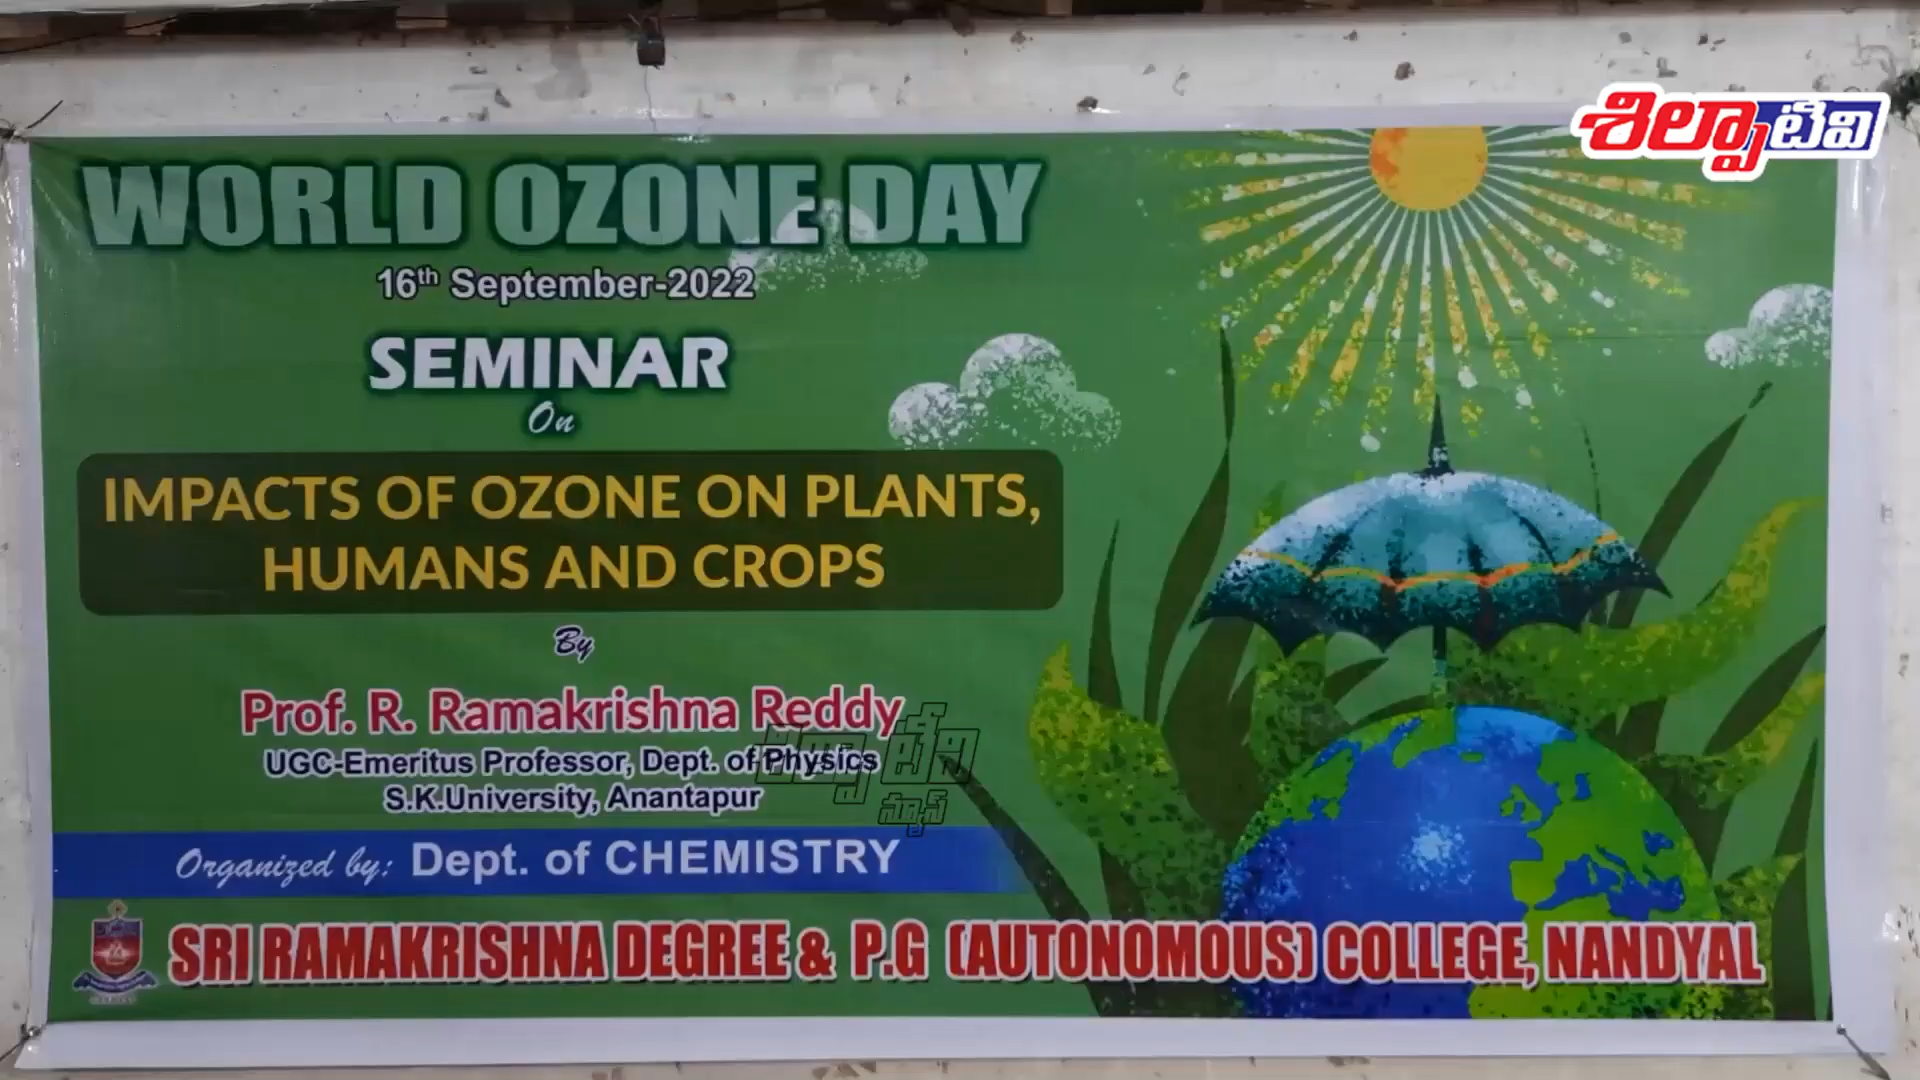 శిల్పా టీవి
WORLD OZONE DAY
16th September-2022
SEMINAR
On
IMPACTS OF OZONE ON PLANTS,
HUMANS AND CROPS
By
Prof. R. Ramakrishna Reddy
UGC-Emeritus Professor, Dept. of Physics
S.K.University, Anantapur
శిల్పా టీవి
న్యూస్
Organized by: Dept. of CHEMISTRY
SRI RAMAKRISHNA DEGREE & P.G (AUTONOMOUS) COLLEGE, NANDYAL